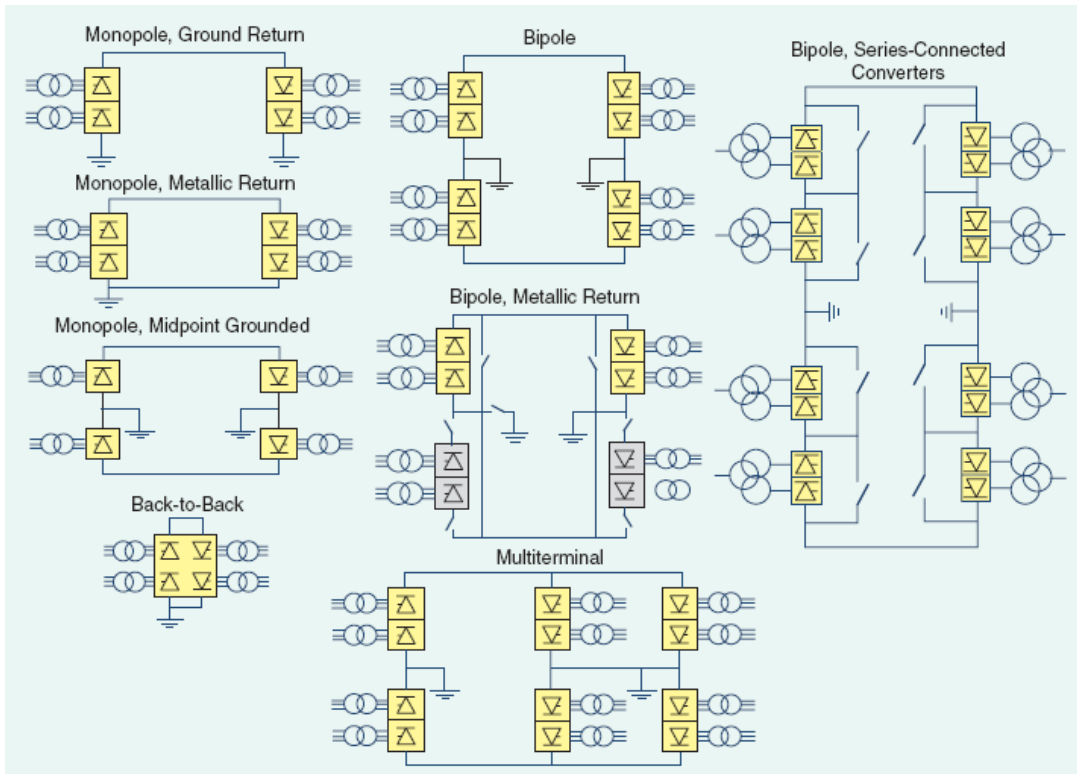 Monopole, Ground Return
Bipole
Bipole, Series-Connected
Converters
Monopole, Metallic Return
Monopole, Midpoint Grounded
Bipole, Metallic Return
Back-to-Back
Multiterminal